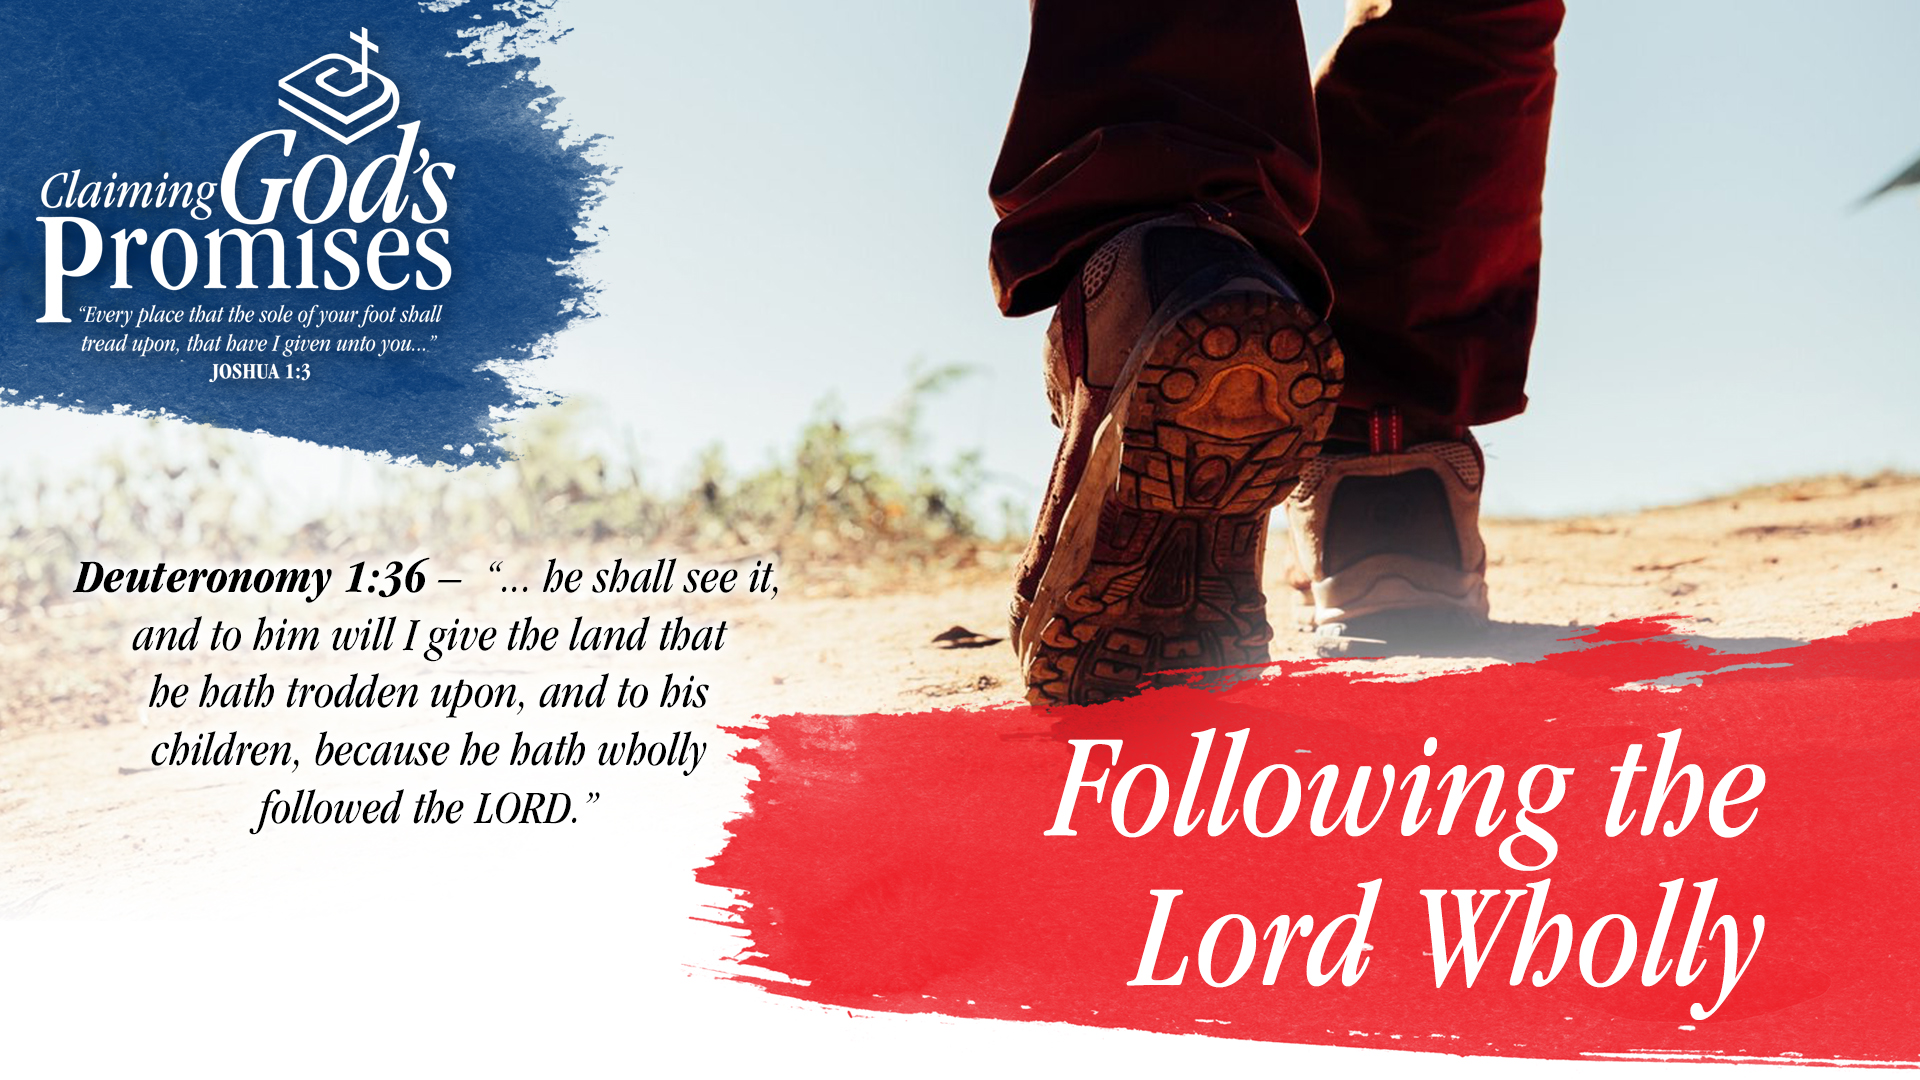 Claiming God's
Promises
“Every place that the sole of your foot shall
tread upon, that have I given unto you...”
JOSHUA 1:3
Deuteronomy 1:36 – “... he shall see it,
and to him will I give the land that
he hath trodden upon, and to his
children, because he hath wholly
followed the LORD.”
Following the
Lord Wholly